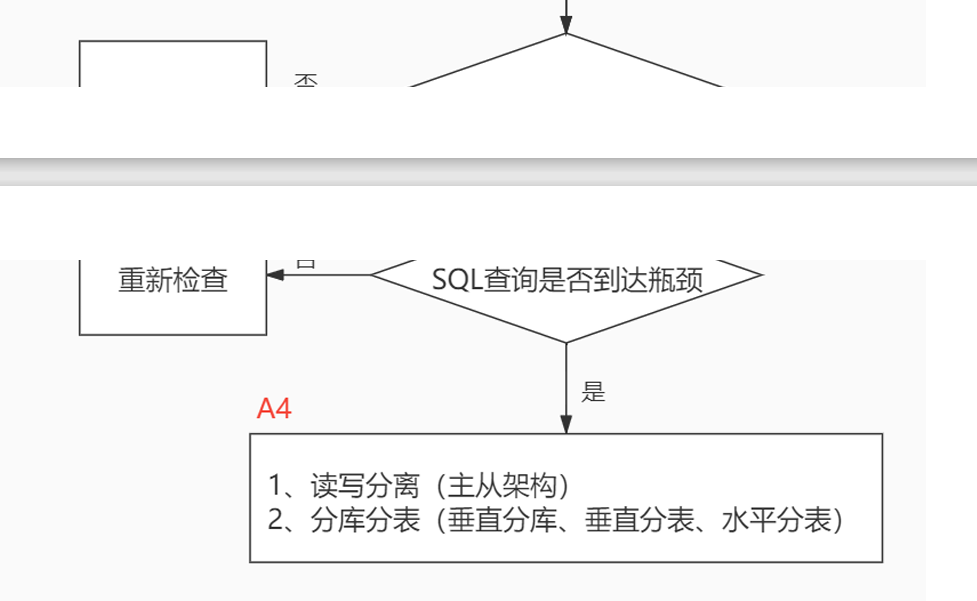 否
重新检查
SQL查询是否到达瓶颈
是
A4
1、读写分离（主从架构）
2、分库分表（垂直分库、垂直分表、水平分表）